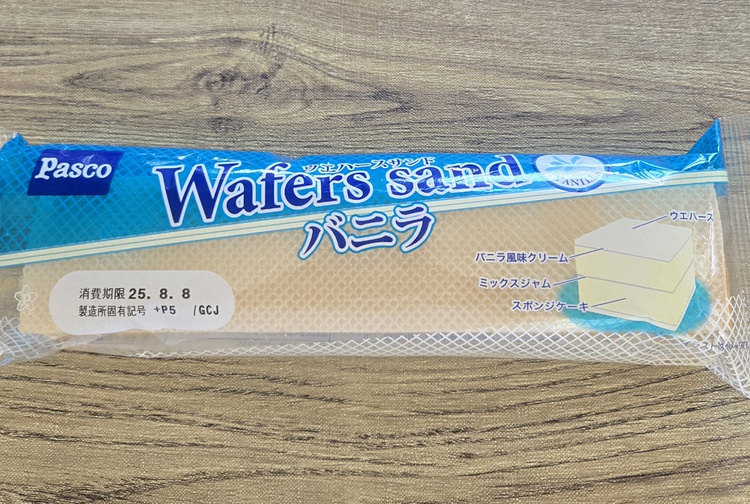 Pasco
ウエハースサンド
Wafers sand
バニラ
ウエハース
バニラ風味クリーム
ミックスジャム
スポンジケーキ
消費期限 25. 8. 8
製造所固有記号 +P5 /GCJ